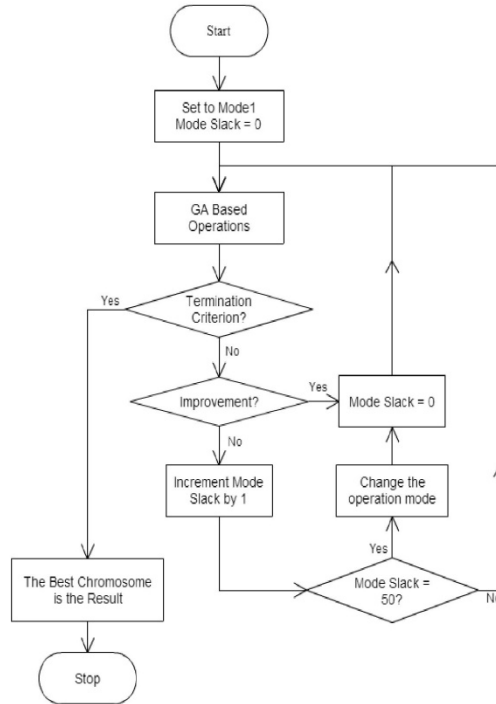 Start
Set to Mode1
Mode Slack = 0
GA Based
Operations
Termination
Criterion?
Yes
No
Improvement?
Yes
Mode Slack = 0
No
Increment Mode
Slack by 1
Change the
operation mode
Yes
Mode Slack =
50?
No
The Best Chromosome
is the Result
Stop